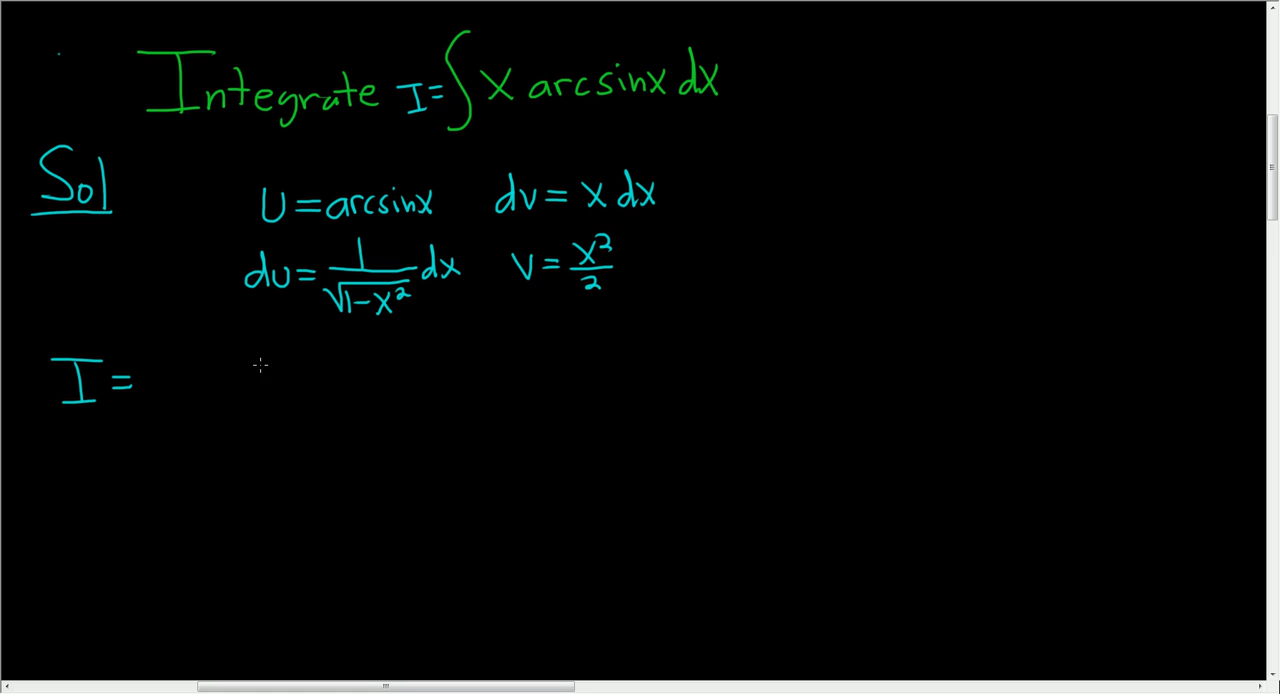 Integrate I = ∫ x arcsinx dx
Sol
U = arcsinx dv = x dx
du = 1/√(1-x²) dx v = x²/2
I =